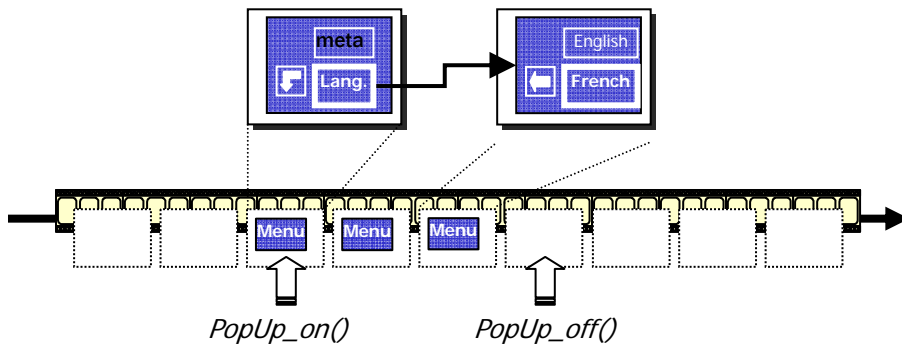 meta
Lang.
English
French
Menu Menu Menu
PopUp_on() PopUp_off()